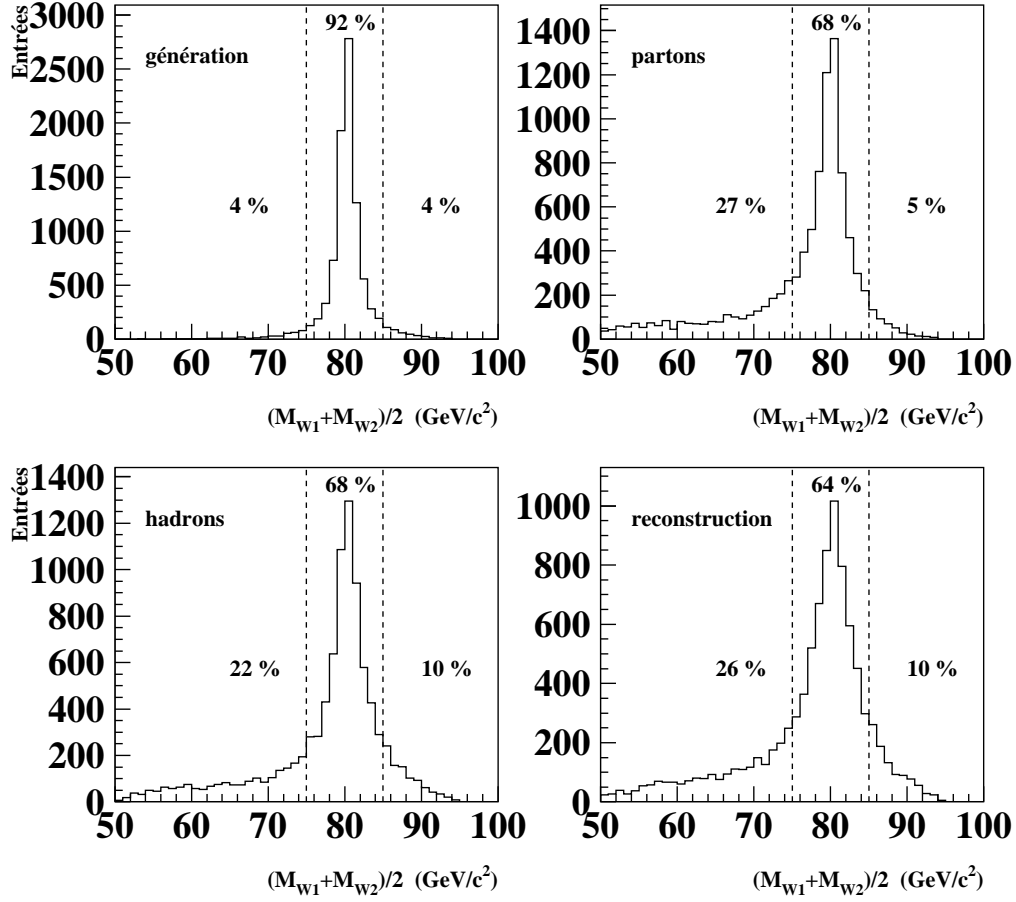 Entrées
génération
92 %
4 %
4 %
3000
2500
2000
1500
1000
500
0
50 60 70 80 90 100
(M_W1+M_W2)/2 (GeV/c²)
partons
68 %
27 %
5 %
1400
1200
1000
800
600
400
200
0
50 60 70 80 90 100
(M_W1+M_W2)/2 (GeV/c²)
Entrées
hadrons
68 %
22 %
10 %
1400
1200
1000
800
600
400
200
0
50 60 70 80 90 100
(M_W1+M_W2)/2 (GeV/c²)
reconstruction
64 %
26 %
10 %
1000
800
600
400
200
0
50 60 70 80 90 100
(M_W1+M_W2)/2 (GeV/c²)